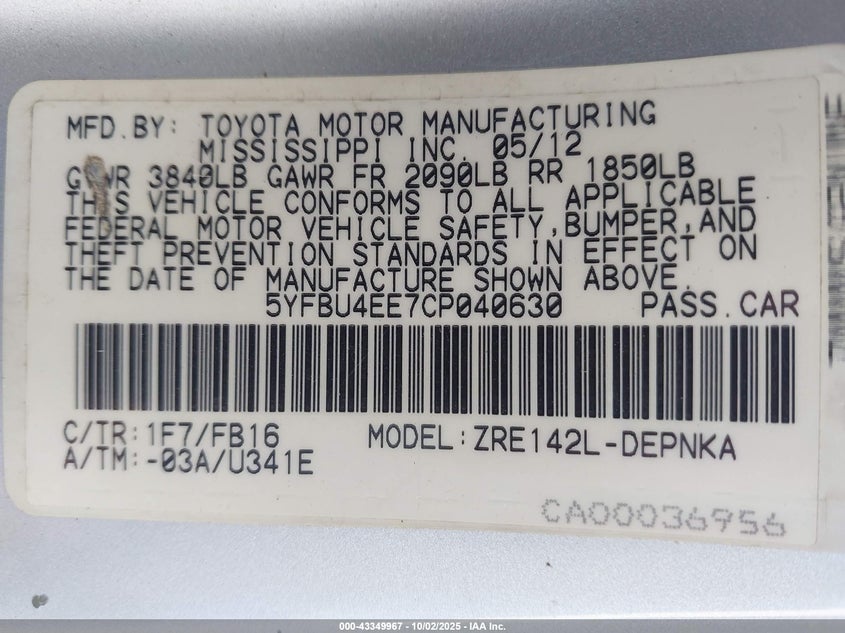 MFD.BY: TOYOTA MOTOR MANUFACTURING
MISSISSIPPI INC. 05/12
GVWR 3840LB GAWR FR 2090LB RR 1850LB
THIS VEHICLE CONFORMS TO ALL APPLICABLE
FEDERAL MOTOR VEHICLE SAFETY,BUMPER,AND
THEFT PREVENTION STANDARDS IN EFFECT ON
THE DATE OF MANUFACTURE SHOWN ABOVE.
5YFBU4EE7CP040630 PASS.CAR
C/TR:1F7/FB16 MODEL:ZRE142L-DEPNKA
A/TM:-03A/U341E
CA00036956
000-43349967 - 10/02/2025 - IAA Inc.